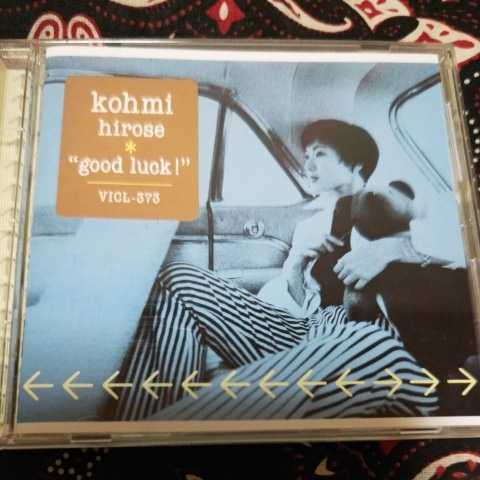 kohmi
hirose
*
"good luck!"
VICL-373